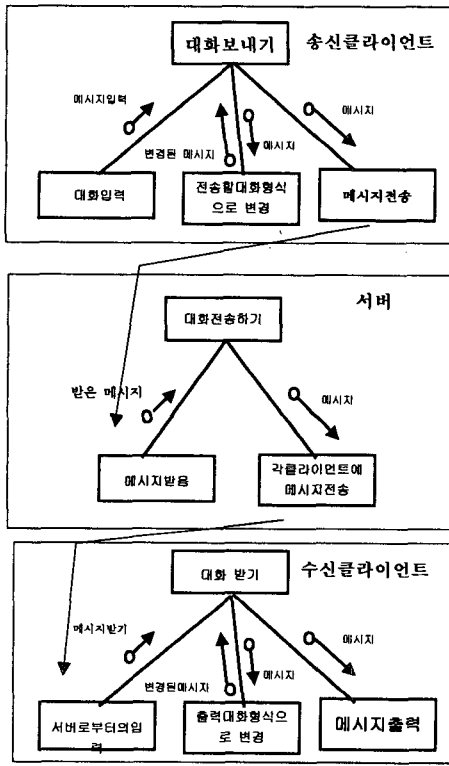 대화보내기
송신클라이언트
메시지입력
메시지
변경된 메시지
메시지
대화입력
전송할대화형식
으로 변경
메시지전송
서버
대화전송하기
받은 메시지
메시지
메시지받음
각클라이언트에
메시지전송
수신클라이언트
대화 받기
메시지받기
메시지
변경된메시지
메시지
서버로부터의입
력
출력대화형식으
로 변경
메시지출력